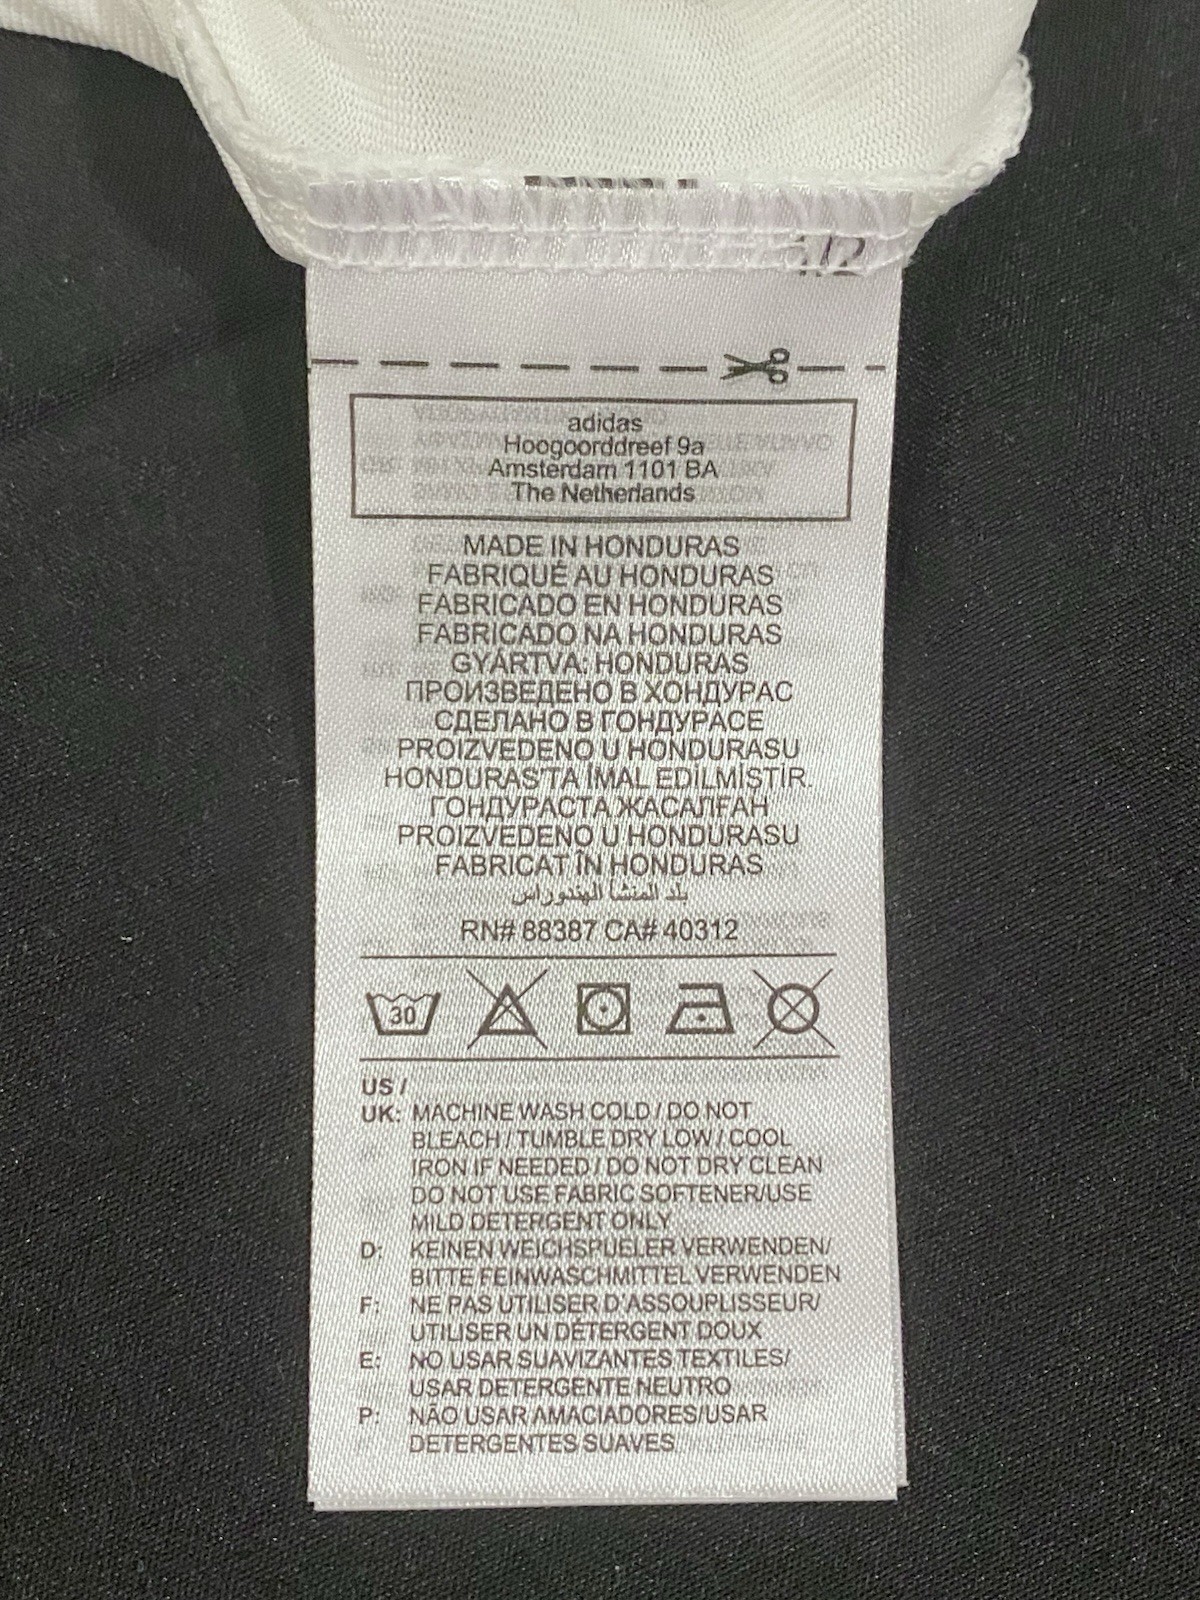 adidas
Hoogoorddreef 9a
Amsterdam 1101 BA
The Netherlands
MADE IN HONDURAS
FABRIQUÉ AU HONDURAS
FABRICADO EN HONDURAS
FABRICADO NA HONDURAS
GYÁRTVA: HONDURAS
ПРОИЗВЕДЕНО В ХОНДУРАС
СДЕЛАНО В ГОНДУРАСЕ
PROIZVEDENO U HONDURASU
HONDURAS'TA İMAL EDİLMİSTİR.
ГОНДУРАСТА ЖАСАЛҒАН
PROIZVEDENO U HONDURASU
FABRICAT ÎN HONDURAS
بلد المنشأ الهندوراس
RN# 88387 CA# 40312
30
US /
UK: MACHINE WASH COLD / DO NOT
BLEACH / TUMBLE DRY LOW / COOL
IRON IF NEEDED / DO NOT DRY CLEAN
DO NOT USE FABRIC SOFTENER/USE
MILD DETERGENT ONLY
D: KEINEN WEICHSPUELER VERWENDEN/
BITTE FEINWASCHMITTEL VERWENDEN
F: NE PAS UTILISER D'ASSOUPLISSEUR/
UTILISER UN DÉTERGENT DOUX
E: NO USAR SUAVIZANTES TEXTILES/
USAR DETERGENTE NEUTRO
P: NÃO USAR AMACIADORES/USAR
DETERGENTES SUAVES